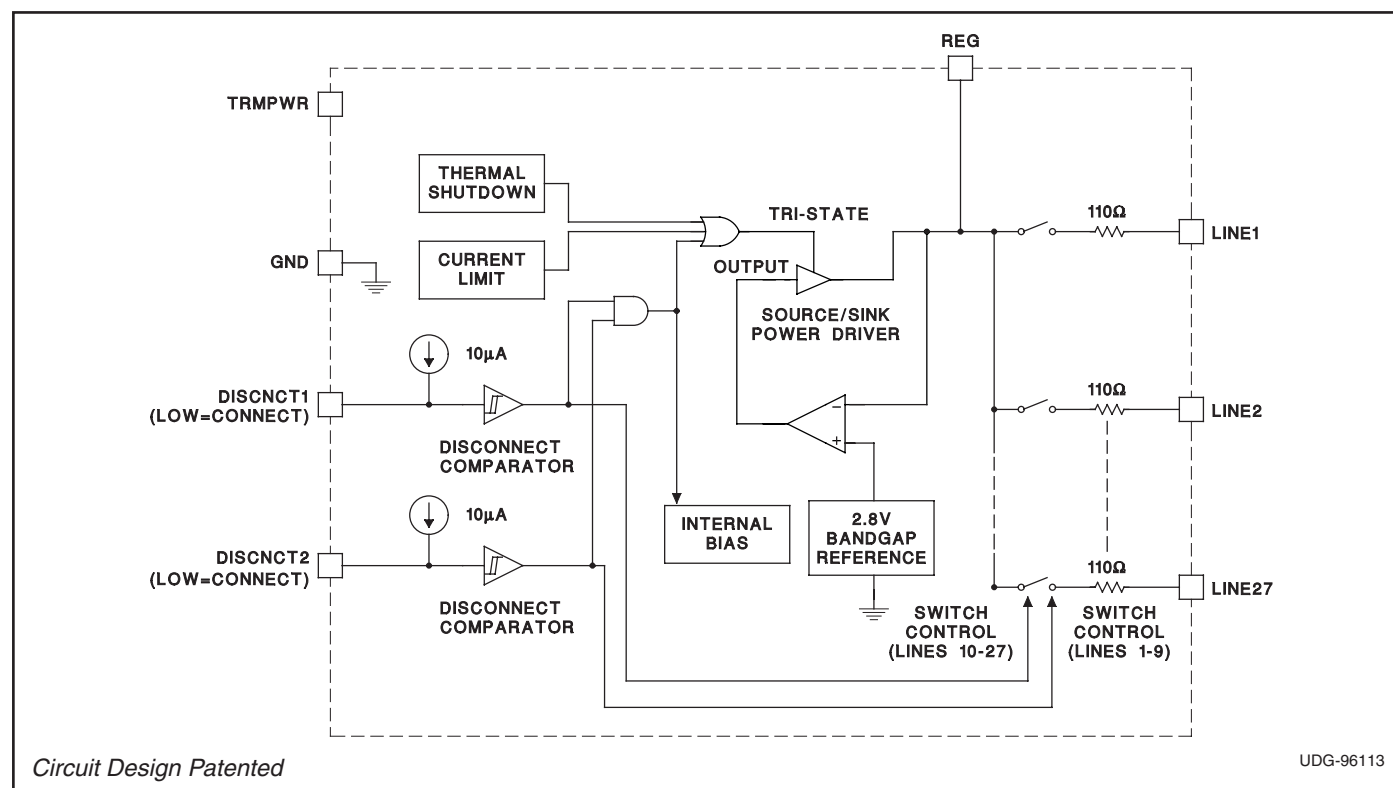 REG
TRMPWR
THERMAL
SHUTDOWN
TRI-STATE
110Ω
LINE1
GND
CURRENT
LIMIT
OUTPUT
SOURCE/SINK
POWER DRIVER
10µA
110Ω
DISCNCT1
(LOW=CONNECT)
LINE2
–
+
DISCONNECT
COMPARATOR
10µA
INTERNAL
BIAS
2.8V
BANDGAP
REFERENCE
DISCNCT2
(LOW=CONNECT)
110Ω
LINE27
DISCONNECT
COMPARATOR
SWITCH
CONTROL
(LINES 10-27)
SWITCH
CONTROL
(LINES 1-9)
Circuit Design Patented
UDG-96113